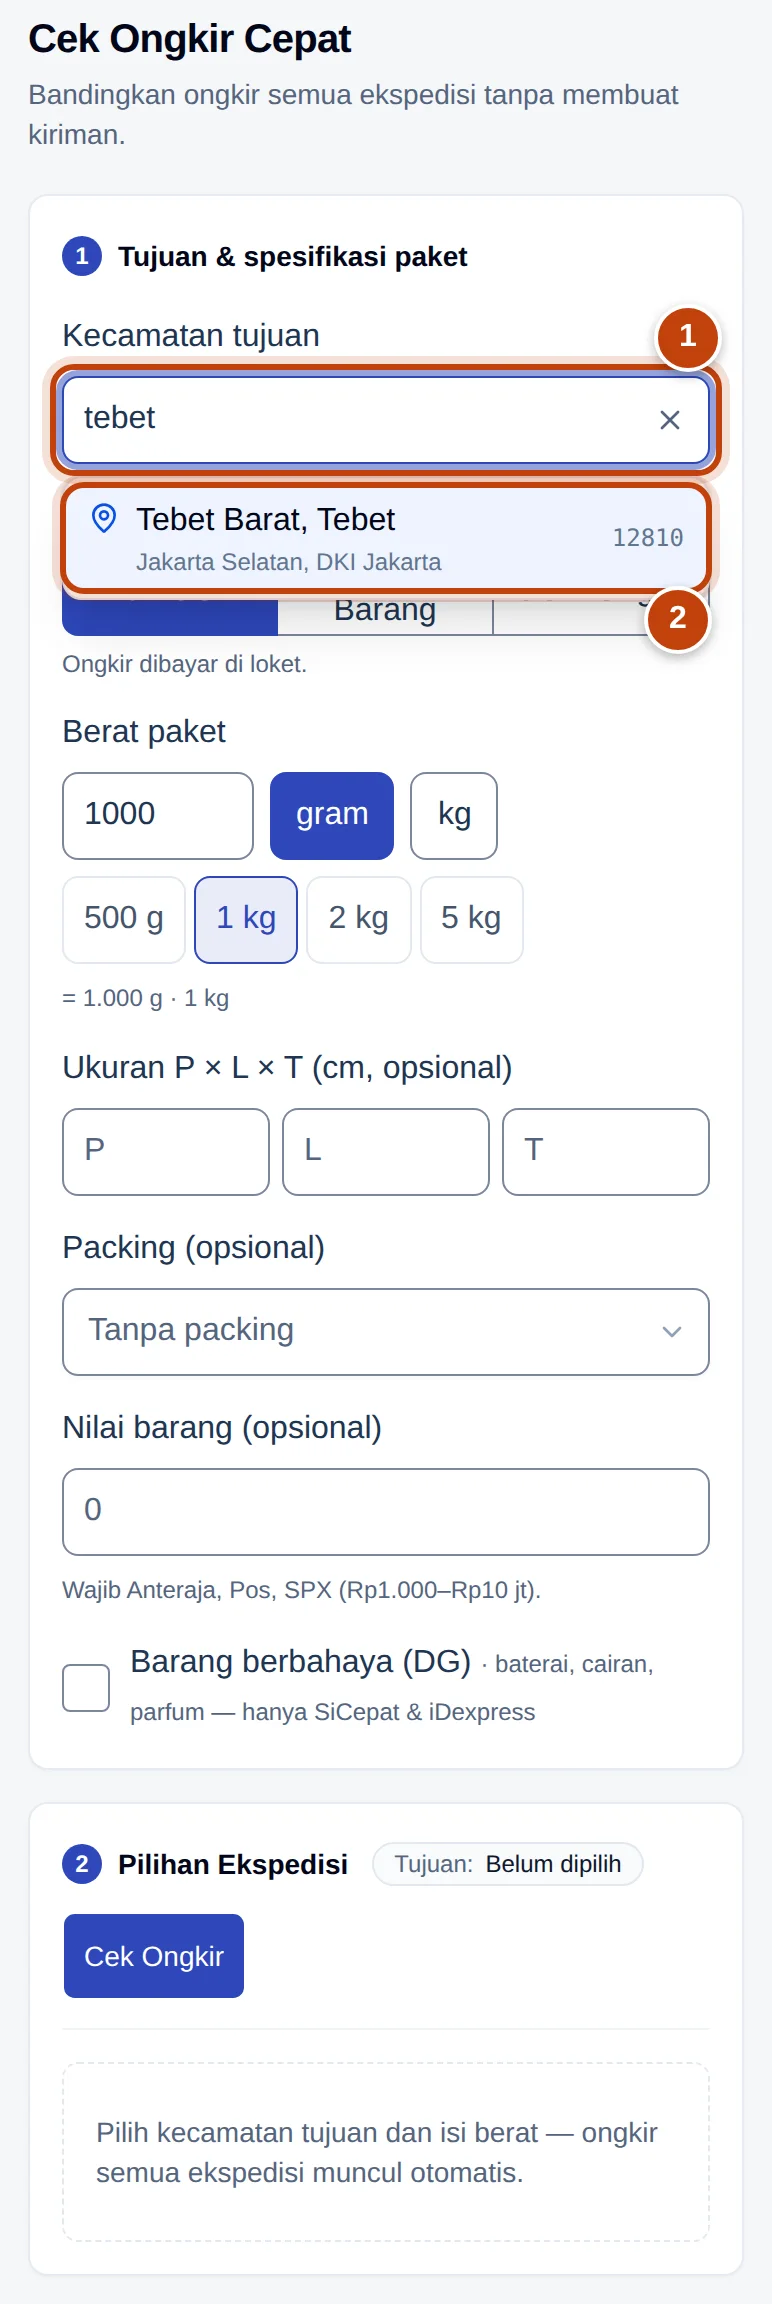 Cek Ongkir Cepat
Bandingkan ongkir semua ekspedisi tanpa membuat
kiriman.
1 Tujuan & spesifikasi paket
Kecamatan tujuan
1
tebet
Tebet Barat, Tebet
12810
Jakarta Selatan, DKI Jakarta
Barang
2
Ongkir dibayar di loket.
Berat paket
1000 gram kg
500 g 1 kg 2 kg 5 kg
= 1.000 g · 1 kg
Ukuran P × L × T (cm, opsional)
P L T
Packing (opsional)
Tanpa packing
Nilai barang (opsional)
0
Wajib Anteraja, Pos, SPX (Rp1.000–Rp10 jt).
Barang berbahaya (DG) · baterai, cairan,
parfum — hanya SiCepat & iDexpress
2 Pilihan Ekspedisi Tujuan: Belum dipilih
Cek Ongkir
Pilih kecamatan tujuan dan isi berat — ongkir
semua ekspedisi muncul otomatis.